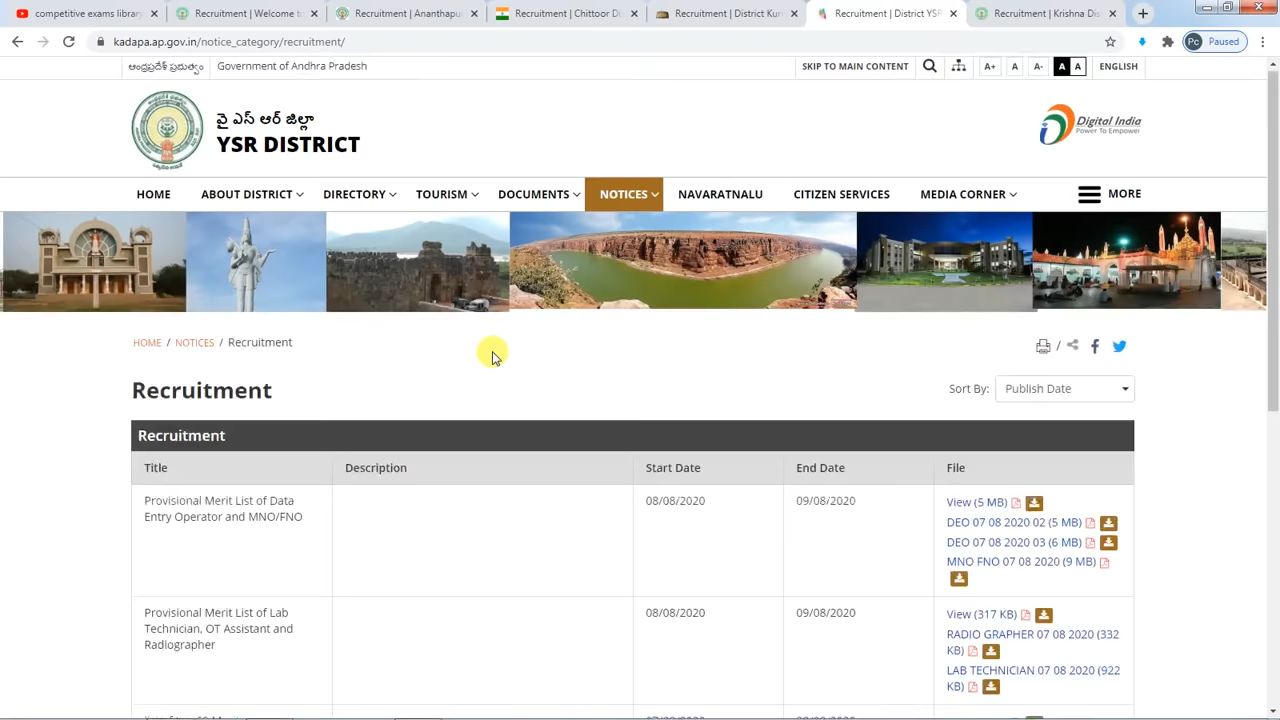 competitive exams library
Recruitment | Welcome to
Recruitment | Ananthapur
Recruitment | Chittoor Di
Recruitment | District Kur
Recruitment | District YSR
Recruitment | Krishna Dis
kadapa.ap.gov.in/notice_category/recruitment/
Pc Paused
ఆంధ్రప్రదేశ్ ప్రభుత్వం Government of Andhra Pradesh
SKIP TO MAIN CONTENT A+ A A- A A ENGLISH
వై ఎస్ ఆర్ జిల్లా
YSR DISTRICT
Digital India
Power To Empower
HOME ABOUT DISTRICT DIRECTORY TOURISM DOCUMENTS NOTICES NAVARATNALU CITIZEN SERVICES MEDIA CORNER MORE
HOME / NOTICES / Recruitment
/
Recruitment
Sort By: Publish Date
Recruitment
Title Description Start Date End Date File
Provisional Merit List of Data
Entry Operator and MNO/FNO
08/08/2020 09/08/2020
View (5 MB)
DEO 07 08 2020 02 (5 MB)
DEO 07 08 2020 03 (6 MB)
MNO FNO 07 08 2020 (9 MB)
Provisional Merit List of Lab
Technician, OT Assistant and
Radiographer
08/08/2020 09/08/2020
View (317 KB)
RADIO GRAPHER 07 08 2020 (332
KB)
LAB TECHNICIAN 07 08 2020 (922
KB)